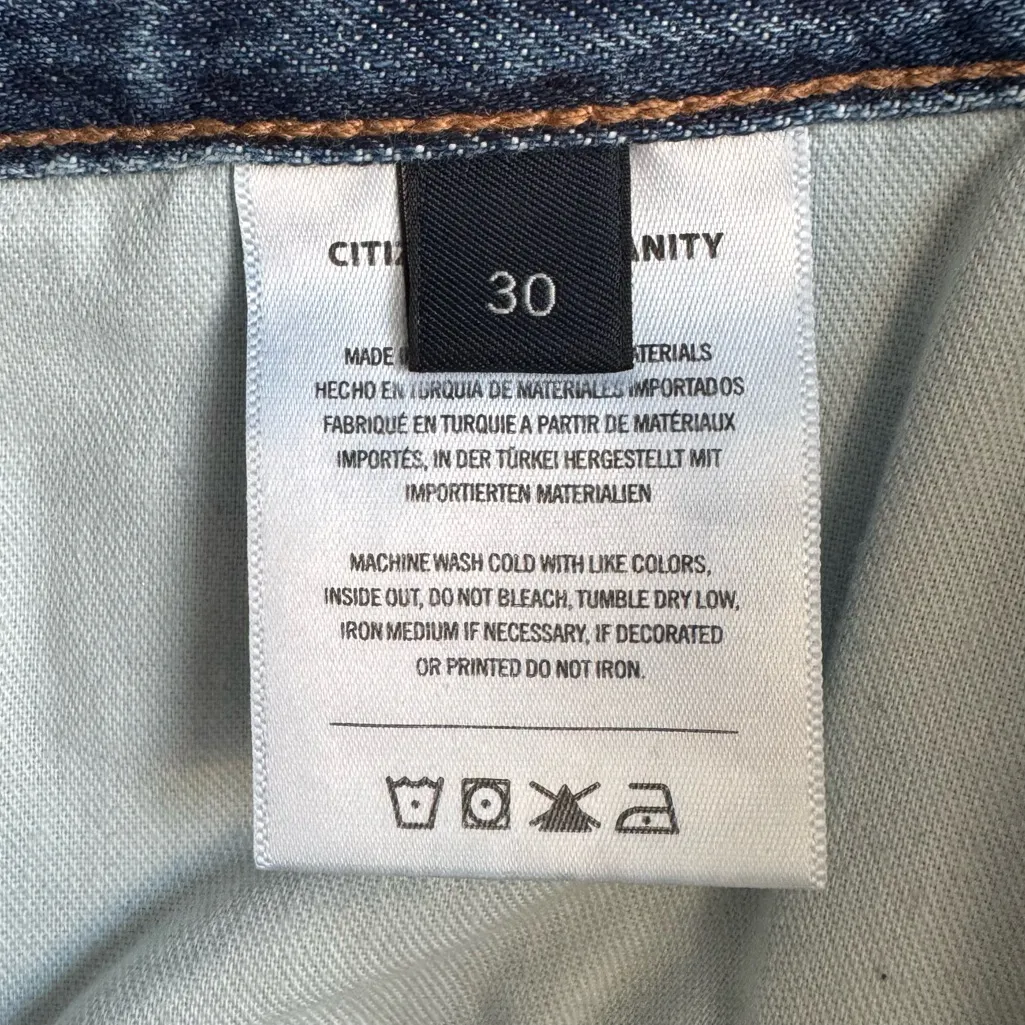 CITIZ ANITY
30
MADE ATERIALS
HECHO EN TURQUIA DE MATERIALES IMPORTADOS
FABRIQUÉ EN TURQUIE A PARTIR DE MATÉRIAUX
IMPORTÉS, IN DER TÜRKEI HERGESTELLT MIT
IMPORTIERTEN MATERIALIEN
MACHINE WASH COLD WITH LIKE COLORS,
INSIDE OUT, DO NOT BLEACH, TUMBLE DRY LOW,
IRON MEDIUM IF NECESSARY, IF DECORATED
OR PRINTED DO NOT IRON.